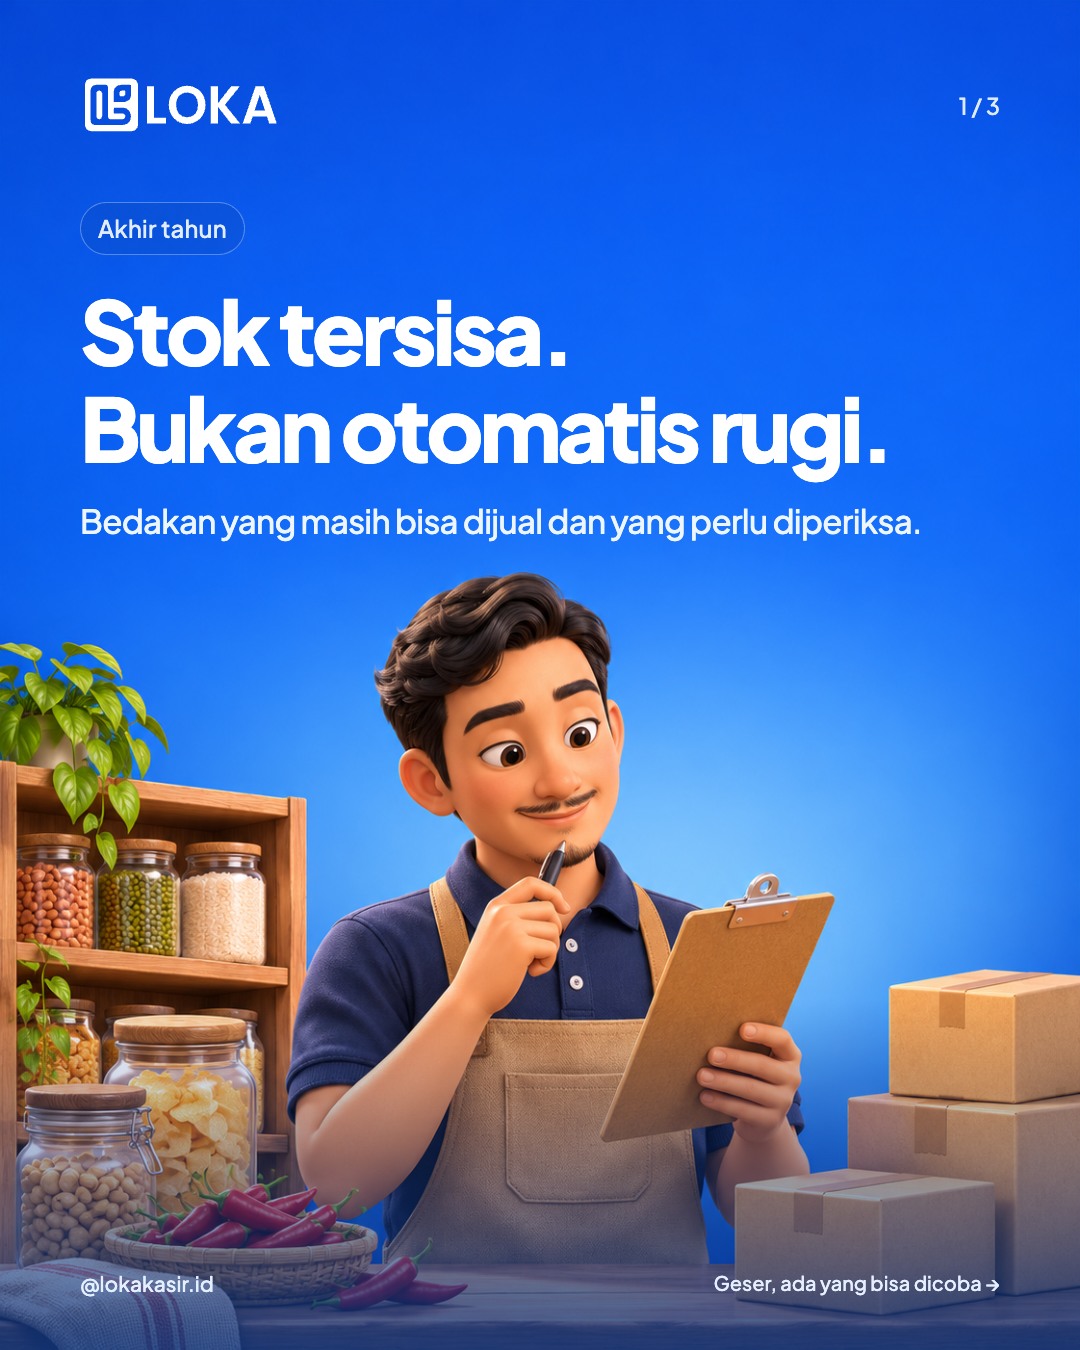 LOKA
1 / 3
Akhir tahun
Stok tersisa.
Bukan otomatis rugi.
Bedakan yang masih bisa dijual dan yang perlu diperiksa.
@lokakasir.id
Geser, ada yang bisa dicoba →